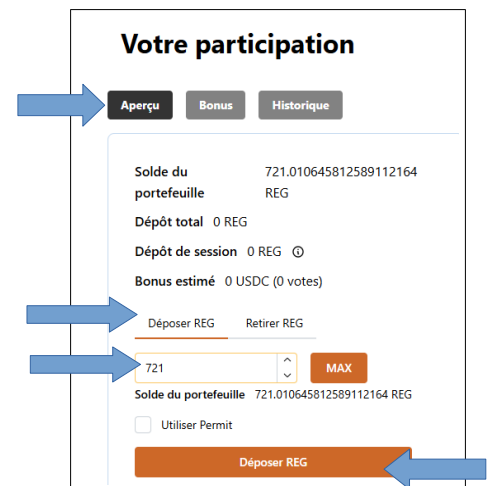 Votre participation
Aperçu Bonus Historique
Solde du 721.010645812589112164
portefeuille REG
Dépôt total 0 REG
Dépôt de session 0 REG
Bonus estimé 0 USDC (0 votes)
Déposer REG Retirer REG
721 MAX
Solde du portefeuille 721.010645812589112164 REG
Utiliser Permit
Déposer REG